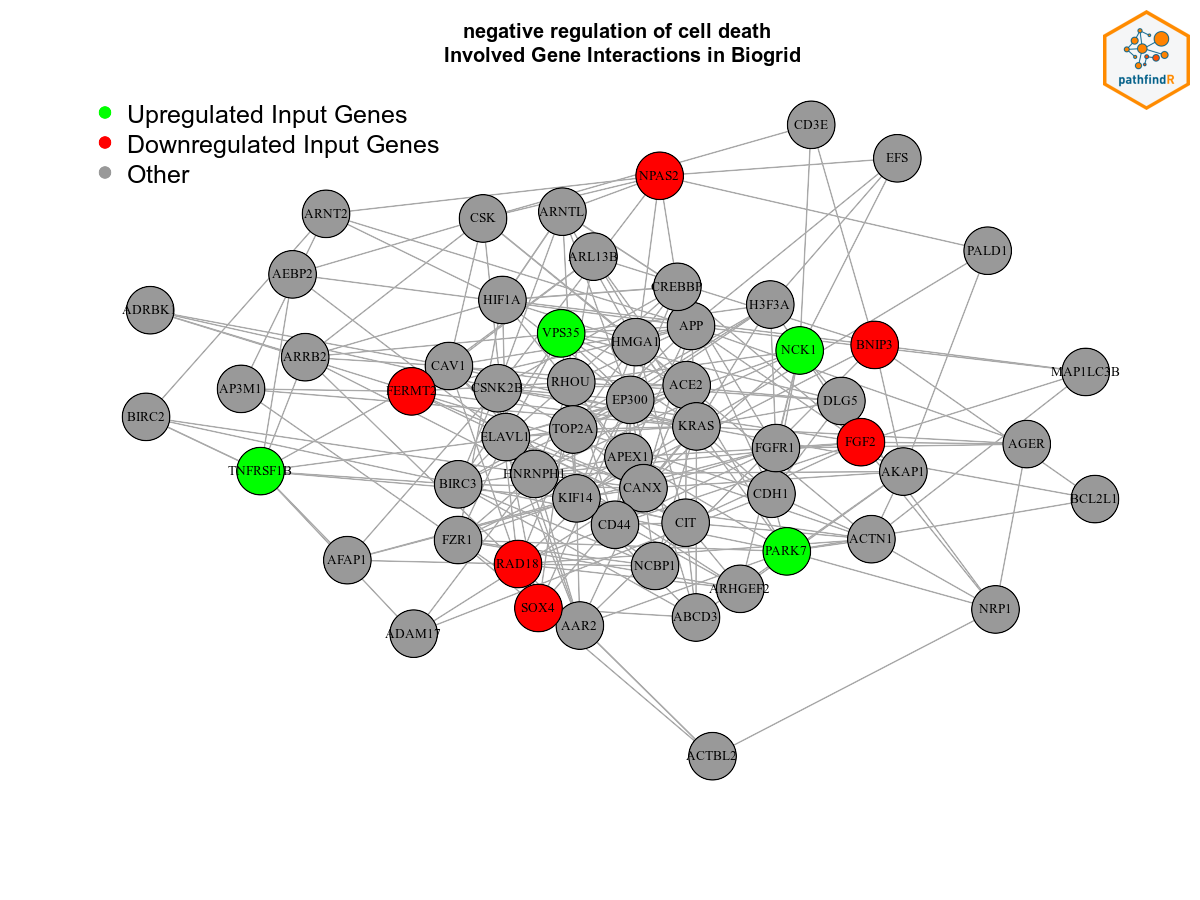 negative regulation of cell death
Involved Gene Interactions in Biogrid
pathfindR
Upregulated Input Genes
Downregulated Input Genes
Other
CD3E
EFS
NPAS2
ARNT2
CSK
ARNTL
PALD1
ARL13B
AEBP2
CREBBP
HIF1A
H3F3A
ADRBK
APP
VPS35
HMGA1
NCK1
BNIP3
ARRB2
CAV1
MAP1LC3B
RHOU
ACE2
AP3M1
FERMT2
CSNK2B
EP300
DLG5
BIRC2
KRAS
TOP2A
ELAVL1
FGF2
AGER
FGFR1
APEX1
TNFRSF1B
AKAP1
HNRNPH1
BIRC3
CANX
CDH1
KIF14
BCL2L1
CD44
CIT
FZR1
ACTN1
PARK7
AFAP1
RAD18
NCBP1
ARHGEF2
SOX4
NRP1
ABCD3
AAR2
ADAM17
ACTBL2